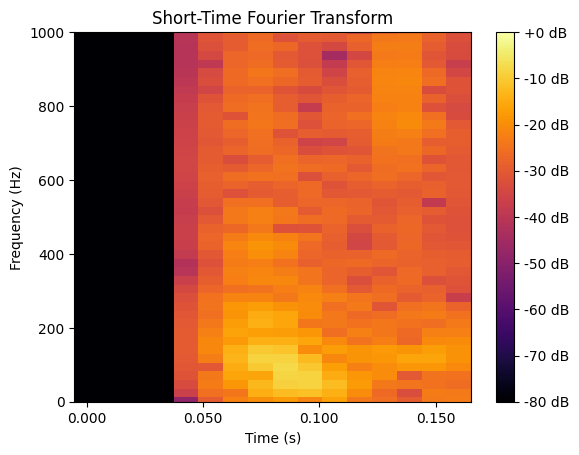 Short-Time Fourier Transform
1000
800
600
400
200
0
Frequency (Hz)
0.000
0.050
0.100
0.150
Time (s)
+0 dB
-10 dB
-20 dB
-30 dB
-40 dB
-50 dB
-60 dB
-70 dB
-80 dB